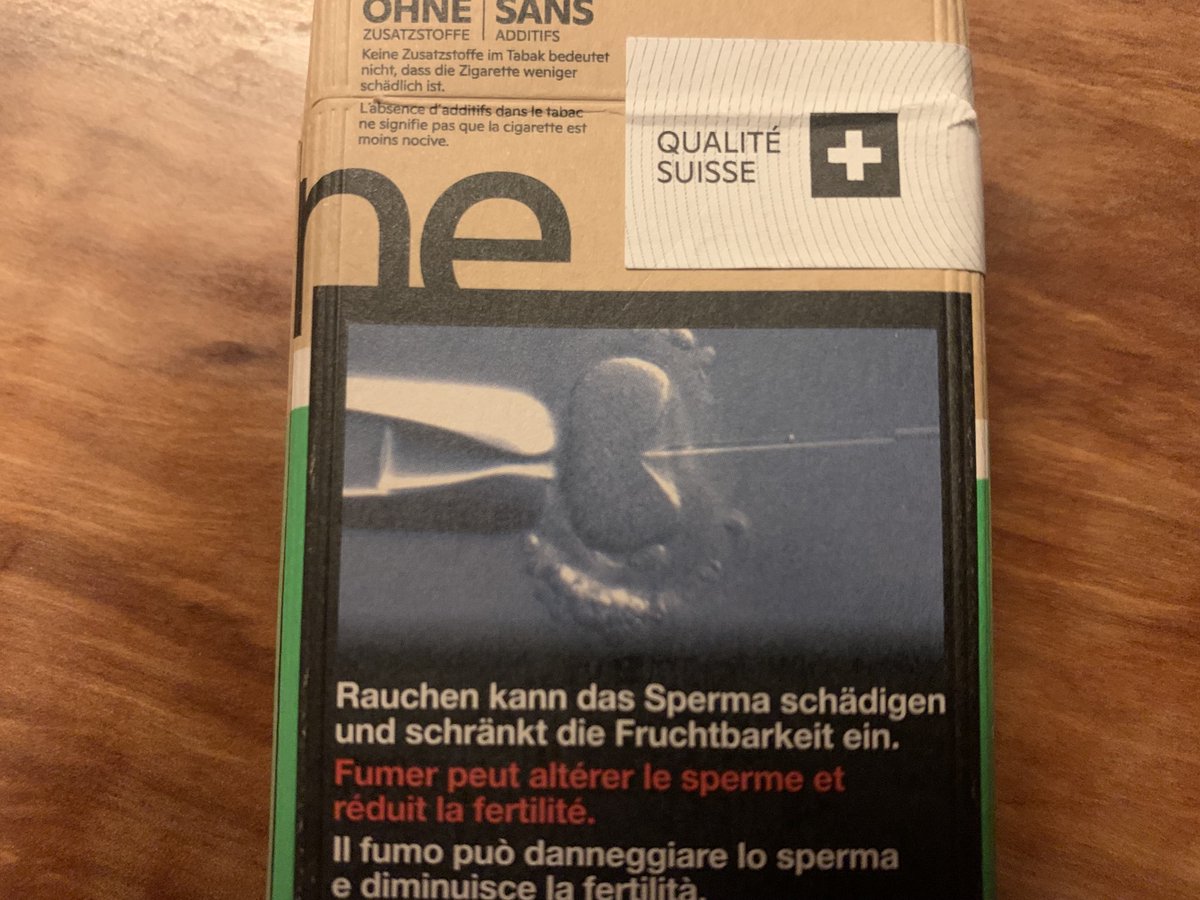 OHNE | SANS
ZUSATZSTOFFE | ADDITIFS
Keine Zusatzstoffe im Tabak bedeutet
nicht, dass die Zigarette weniger
schädlich ist.
L'absence d'additifs dans le tabac
ne signifie pas que la cigarette est
moins nocive.
QUALITÉ
SUISSE
ne
Rauchen kann das Sperma schädigen
und schränkt die Fruchtbarkeit ein.
Fumer peut altérer le sperme et
réduit la fertilité.
Il fumo può danneggiare lo sperma
e diminuisce la fertilità.